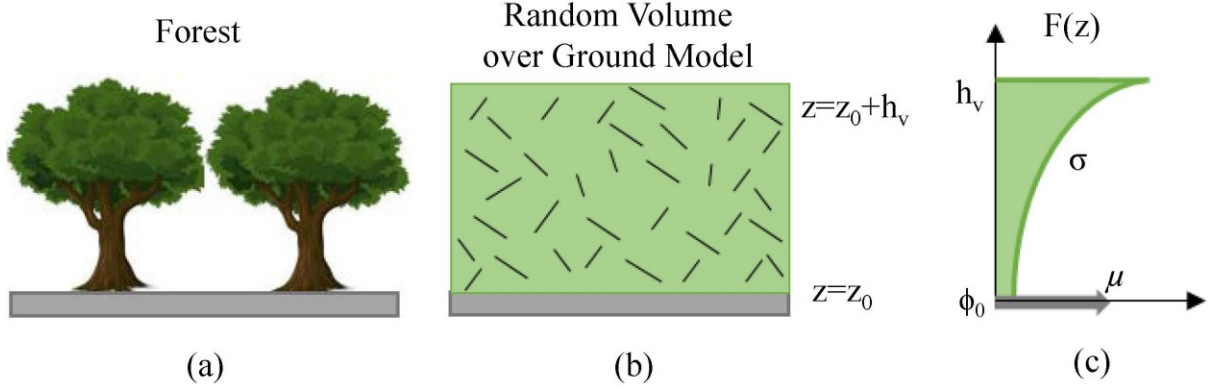 Forest
Random Volume
over Ground Model
z=z₀+hᵥ
z=z₀
F(z)
hᵥ
σ
μ
ϕ₀
(a)
(b)
(c)